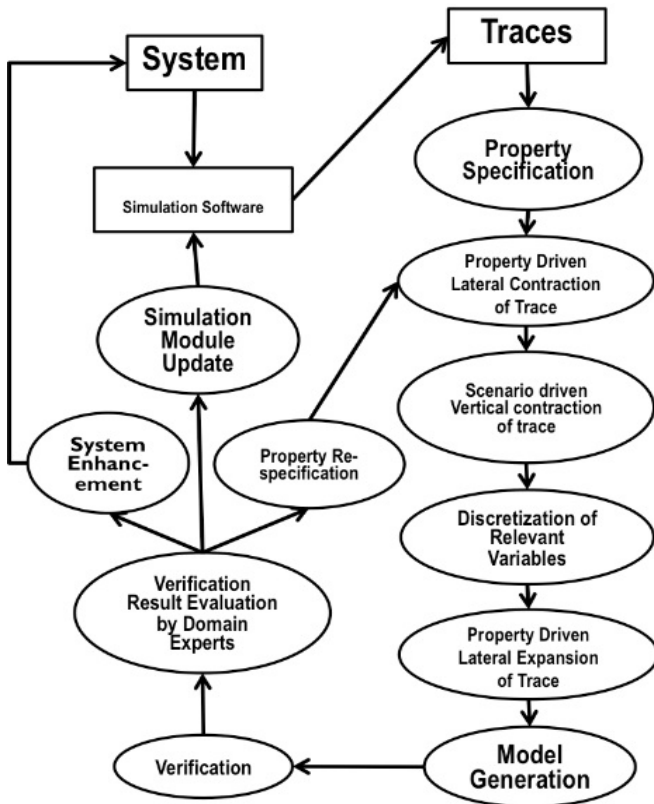 System
Traces
Simulation Software
Property
Specification
Property Driven
Lateral Contraction
of Trace
Simulation
Module
Update
Scenario driven
Vertical contraction
of trace
System
Enhanc-
ement
Property Re-
specification
Discretization of
Relevant
Variables
Verification
Result Evaluation
by Domain
Experts
Property Driven
Lateral Expansion
of Trace
Verification
Model
Generation